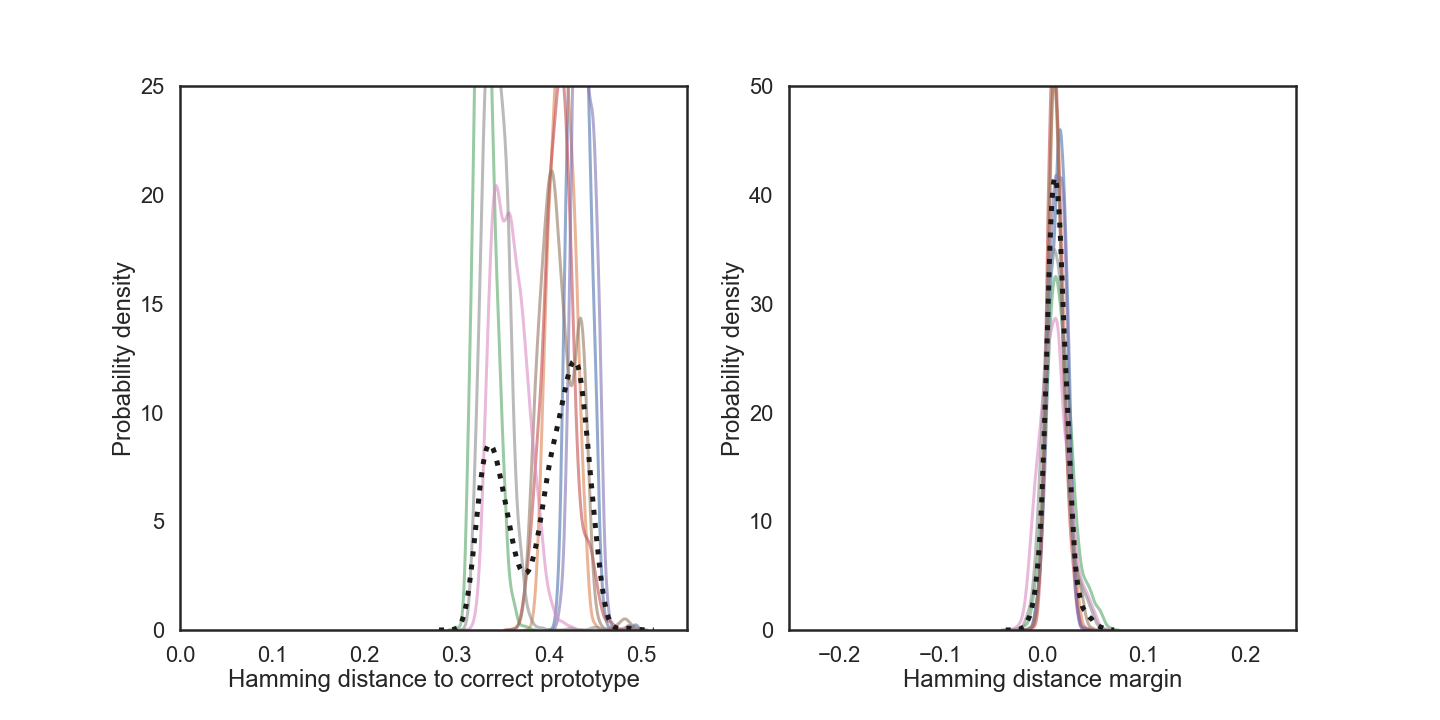 25
20
15
10
5
0
Probability density
0.0 0.1 0.2 0.3 0.4 0.5
Hamming distance to correct prototype
50
40
30
20
10
0
Probability density
−0.2 −0.1 0.0 0.1 0.2
Hamming distance margin